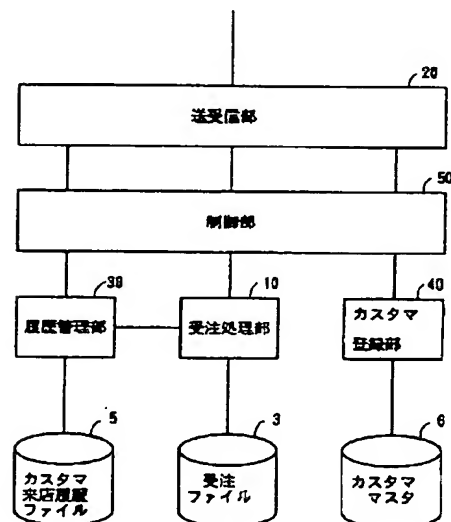 20
送受信部
50
制御部
30
履歴管理部
10
受注処理部
40
カスタマ
登録部
5
カスタマ
来店履歴
ファイル
3
受注
ファイル
6
カスタマ
マスタ